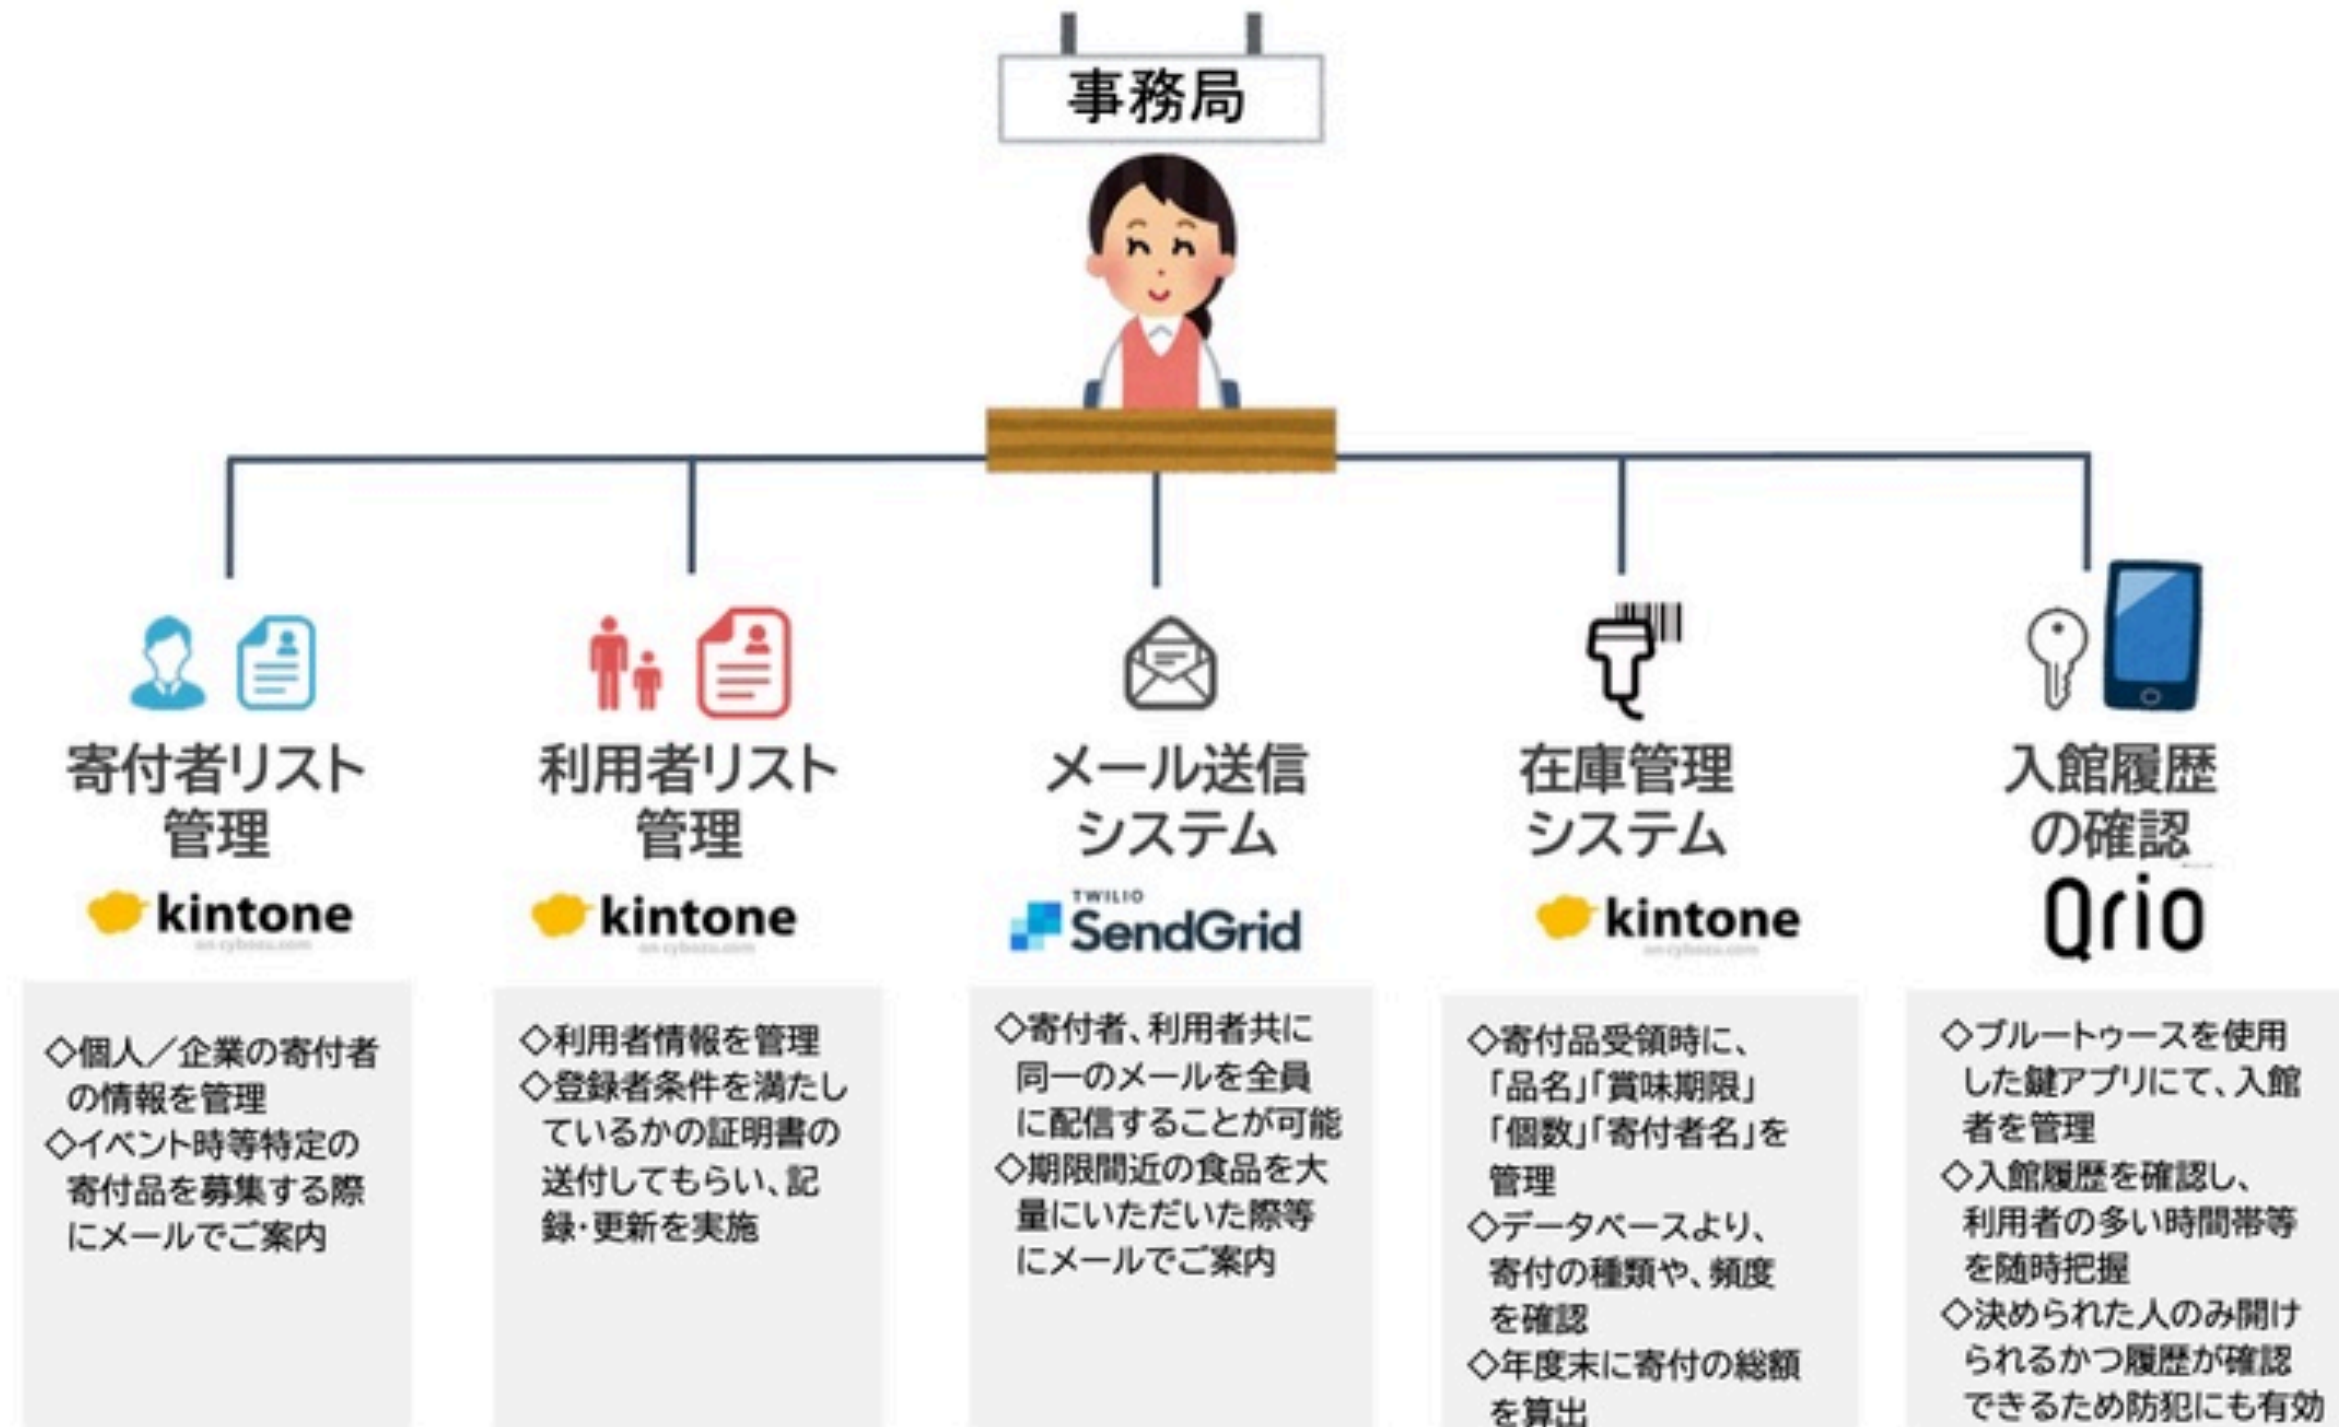 事務局
寄付者リスト
管理
kintone
on cybozu.com
◇個人／企業の寄付者
の情報を管理
◇イベント時等特定の
寄付品を募集する際
にメールでご案内
利用者リスト
管理
kintone
on cybozu.com
◇利用者情報を管理
◇登録者条件を満たし
ているかの証明書の
送付してもらい、記
録・更新を実施
メール送信
システム
TWILIO
SendGrid
◇寄付者、利用者共に
同一のメールを全員
に配信することが可能
◇期限間近の食品を大
量にいただいた際等
にメールでご案内
在庫管理
システム
kintone
on cybozu.com
◇寄付品受領時に、
「品名」「賞味期限」
「個数」「寄付者名」を
管理
◇データベースより、
寄付の種類や、頻度
を確認
◇年度末に寄付の総額
を算出
入館履歴
の確認
Qrio
◇ブルートゥースを使用
した鍵アプリにて、入館
者を管理
◇入館履歴を確認し、
利用者の多い時間帯等
を随時把握
◇決められた人のみ開け
られるかつ履歴が確認
できるため防犯にも有効